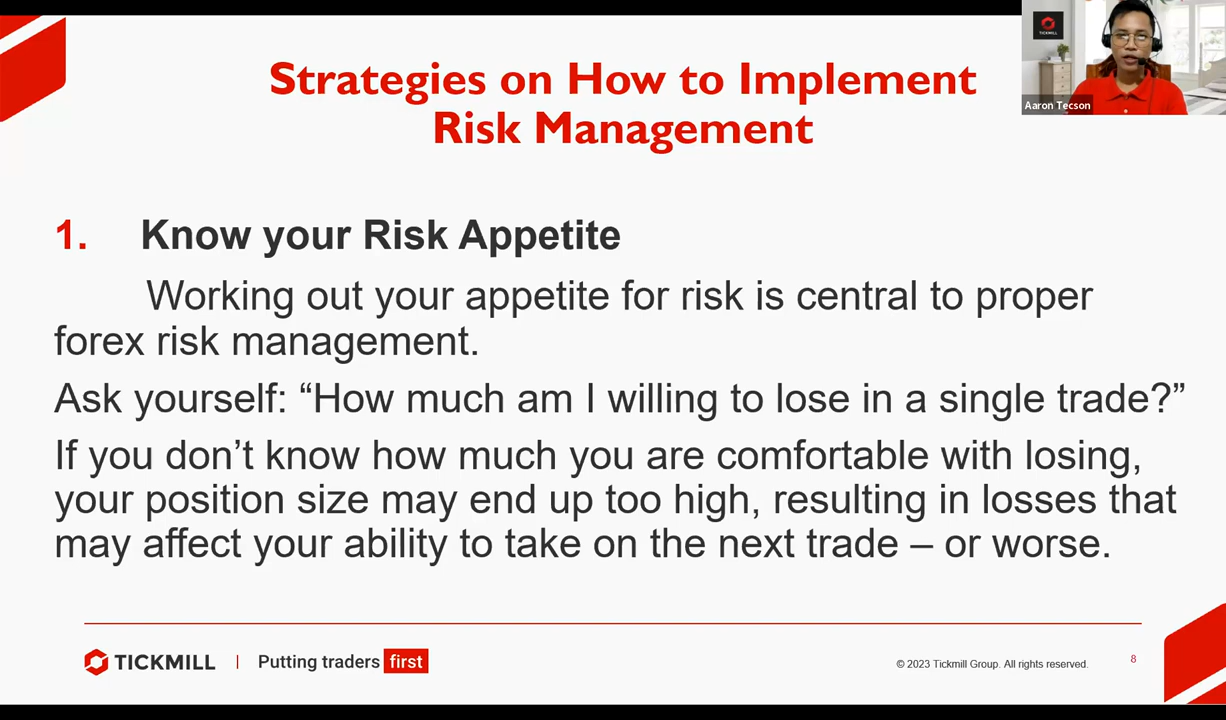 TICKMILL
Aaron Tecson
Strategies on How to Implement
Risk Management
1. Know your Risk Appetite
Working out your appetite for risk is central to proper
forex risk management.
Ask yourself: “How much am I willing to lose in a single trade?”
If you don’t know how much you are comfortable with losing,
your position size may end up too high, resulting in losses that
may affect your ability to take on the next trade – or worse.
TICKMILL | Putting traders first
© 2023 Tickmill Group. All rights reserved.
8